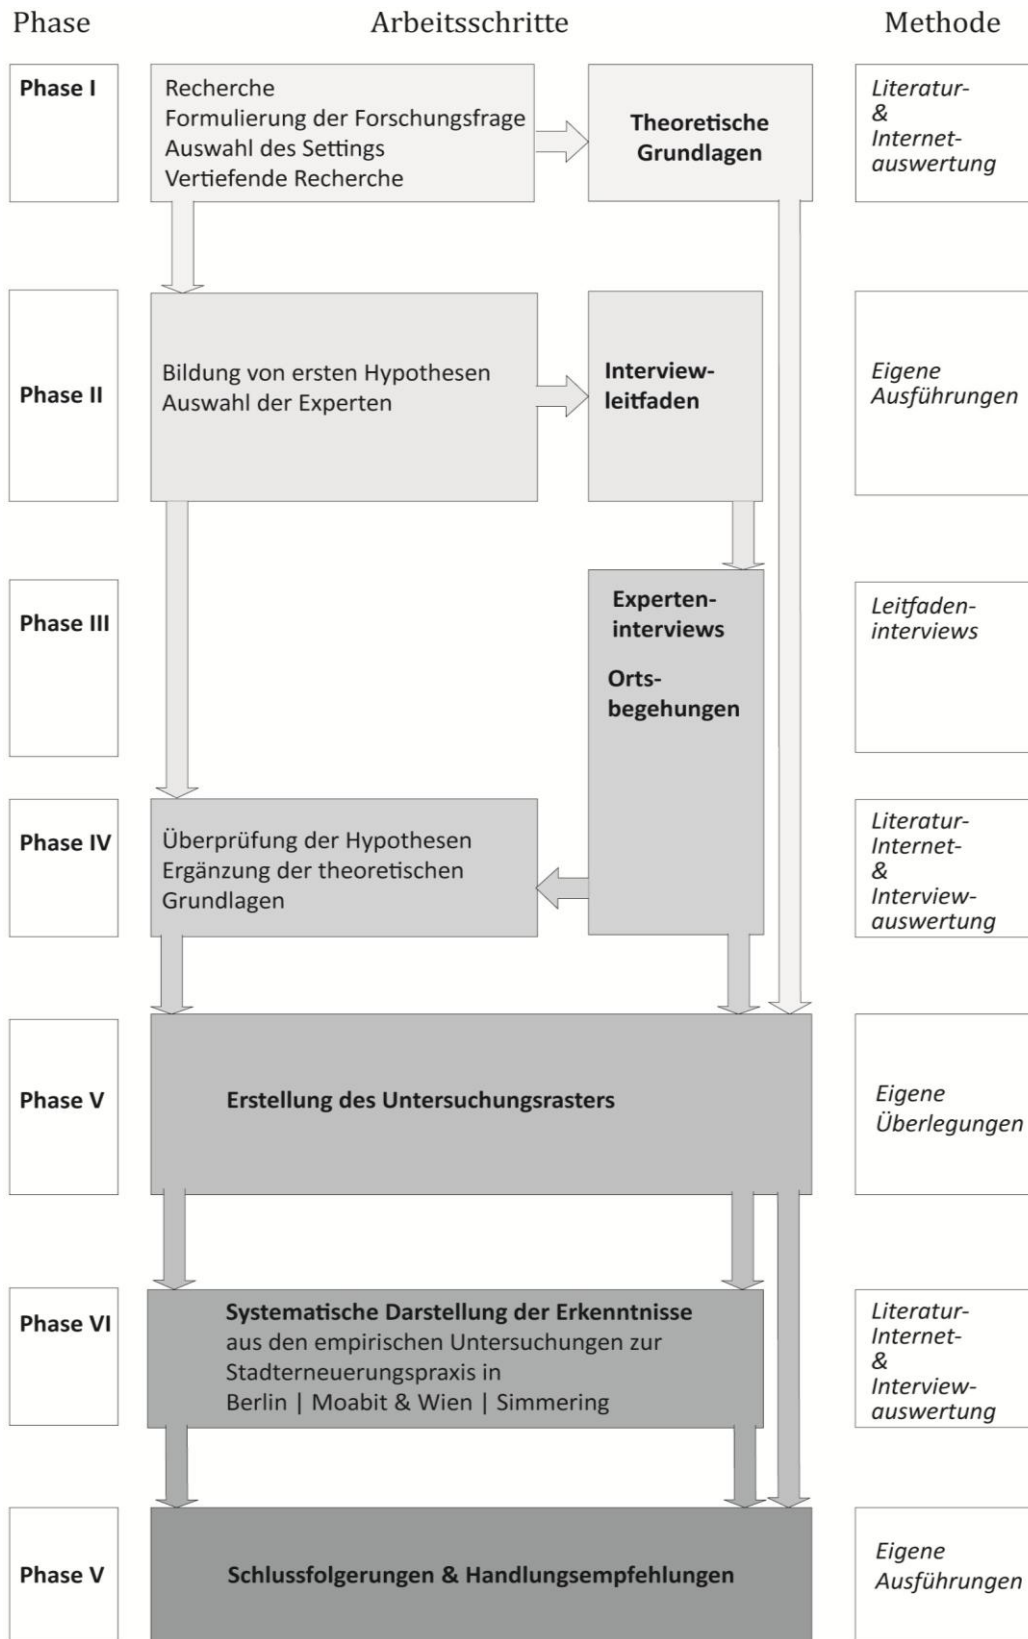 Phase
Arbeitsschritte
Methode
Phase I
Recherche
Formulierung der Forschungsfrage
Auswahl des Settings
Vertiefende Recherche
Theoretische
Grundlagen
Literatur-
&
Internet-
auswertung
Phase II
Bildung von ersten Hypothesen
Auswahl der Experten
Interview-
leitfaden
Eigene
Ausführungen
Phase III
Experten-
interviews
Orts-
begehungen
Leitfaden-
interviews
Phase IV
Überprüfung der Hypothesen
Ergänzung der theoretischen
Grundlagen
Literatur-
Internet-
&
Interview-
auswertung
Phase V
Erstellung des Untersuchungsrasters
Eigene
Überlegungen
Phase VI
Systematische Darstellung der Erkenntnisse
aus den empirischen Untersuchungen zur
Stadterneuerungspraxis in
Berlin | Moabit & Wien | Simmering
Literatur-
Internet-
&
Interview-
auswertung
Phase V
Schlussfolgerungen & Handlungsempfehlungen
Eigene
Ausführungen